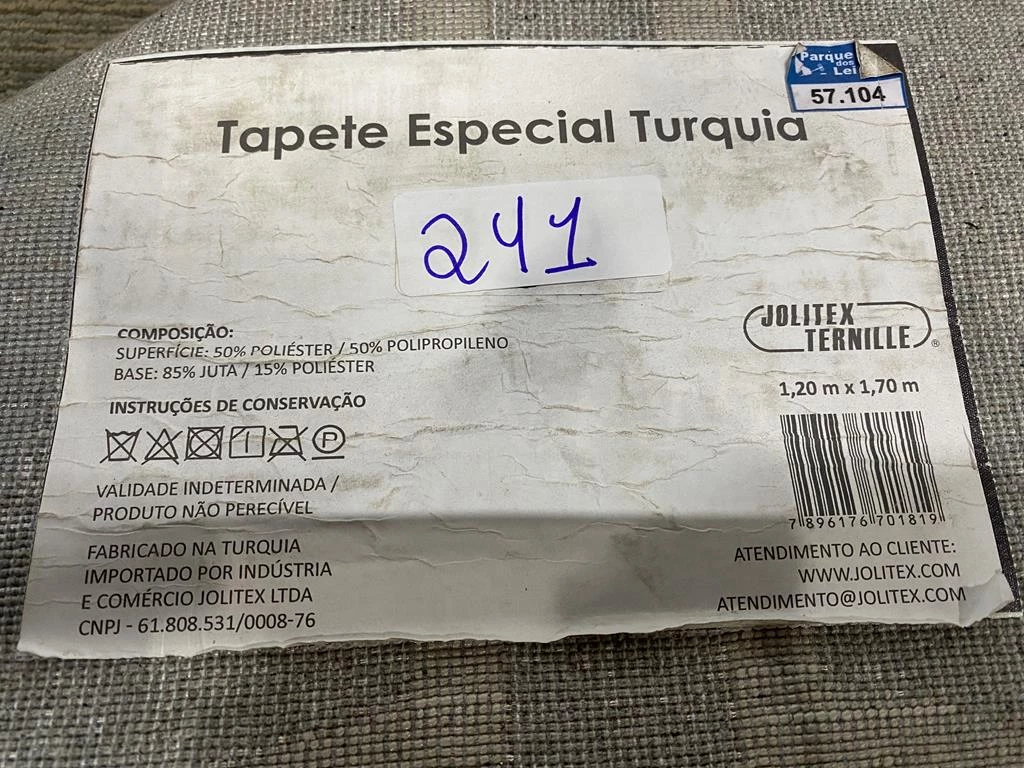 Parque
dos
57.104
Tapete Especial Turquia
241
COMPOSIÇÃO:
SUPERFÍCIE: 50% POLIÉSTER / 50% POLIPROPILENO
BASE: 85% JUTA / 15% POLIÉSTER
INSTRUÇÕES DE CONSERVAÇÃO
P
VALIDADE INDETERMINADA /
PRODUTO NÃO PERECÍVEL
FABRICADO NA TURQUIA
IMPORTADO POR INDÚSTRIA
E COMÉRCIO JOLITEX LTDA
CNPJ - 61.808.531/0008-76
JOLITEX
TERNILLE®
1,20 m x 1,70 m
7 896176 701819
ATENDIMENTO AO CLIENTE:
WWW.JOLITEX.COM
ATENDIMENTO@JOLITEX.COM